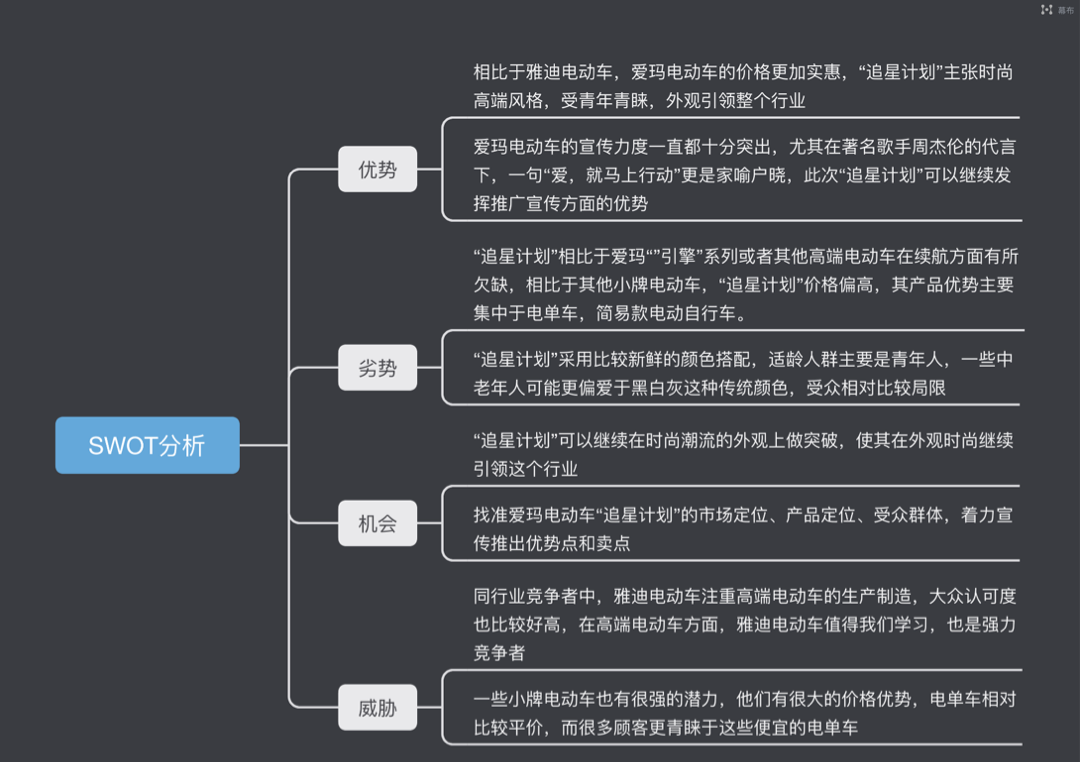 幕布
相比于雅迪电动车，爱玛电动车的价格更加实惠，“追星计划”主张时尚
高端风格，受青年青睐，外观引领整个行业
优势
爱玛电动车的宣传力度一直都十分突出，尤其在著名歌手周杰伦的代言
下，一句“爱，就马上行动”更是家喻户晓，此次“追星计划”可以继续发
挥推广宣传方面的优势
“追星计划”相比于爱玛“”引擎”系列或者其他高端电动车在续航方面有所
欠缺，相比于其他小牌电动车，“追星计划”价格偏高，其产品优势主要
集中于电单车，简易款电动自行车。
劣势
“追星计划”采用比较新鲜的颜色搭配，适龄人群主要是青年人，一些中
老年人可能更偏爱于黑白灰这种传统颜色，受众相对比较局限
SWOT分析
“追星计划”可以继续在时尚潮流的外观上做突破，使其在外观时尚继续
引领这个行业
机会
找准爱玛电动车“追星计划”的市场定位、产品定位、受众群体，着力宣
传推出优势点和卖点
同行业竞争者中，雅迪电动车注重高端电动车的生产制造，大众认可度
也比较好高，在高端电动车方面，雅迪电动车值得我们学习，也是强力
竞争者
威胁
一些小牌电动车也有很强的潜力，他们有很大的价格优势，电单车相对
比较平价，而很多顾客更青睐于这些便宜的电单车